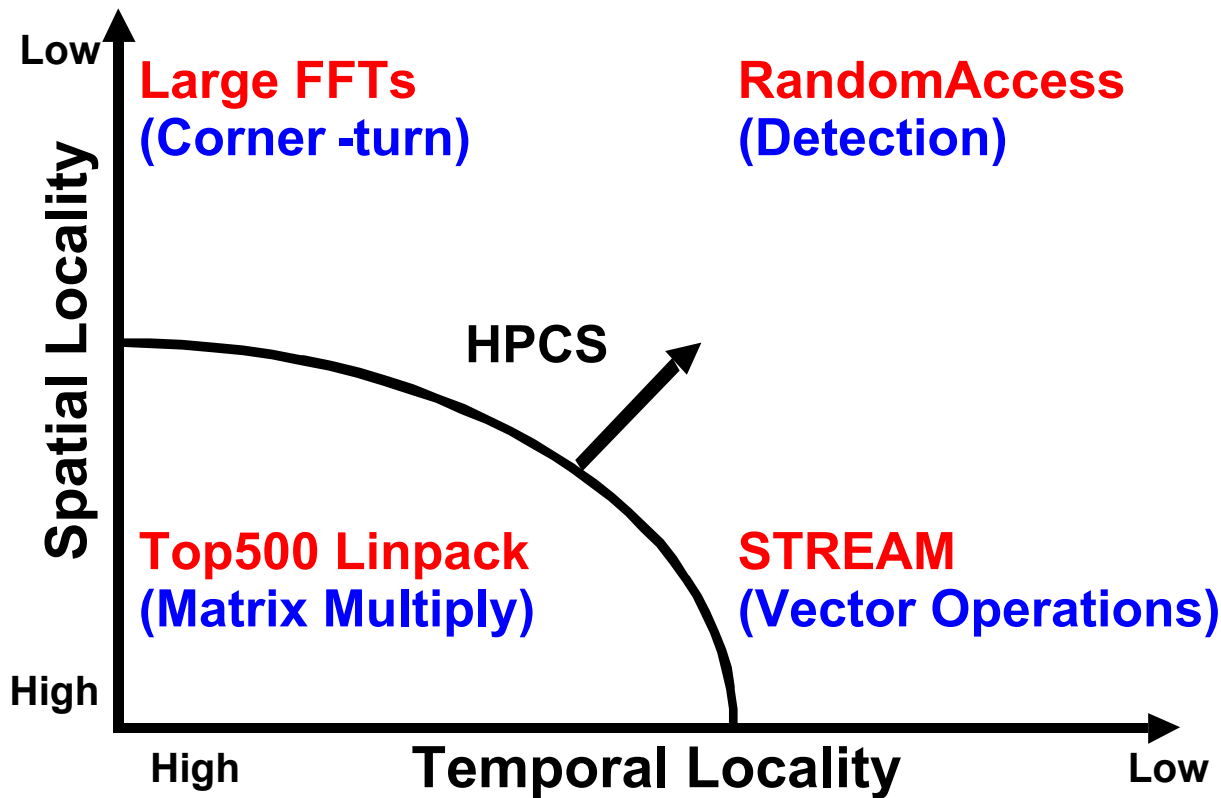 Low
Large FFTs
(Corner -turn)
RandomAccess
(Detection)
Spatial Locality
HPCS
Top500 Linpack
(Matrix Multiply)
STREAM
(Vector Operations)
High
High
Temporal Locality
Low